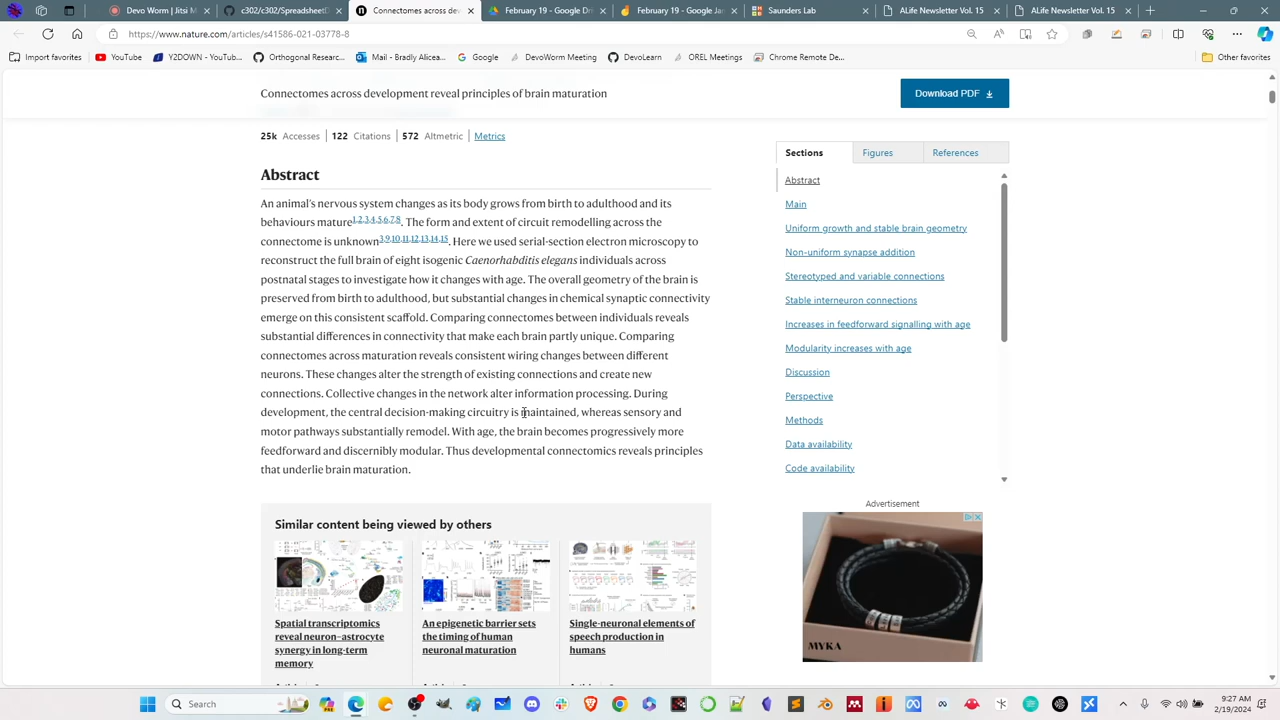 Devo Worm | Jitsi M
c302/c302/SpreadsheetD
Connectomes across dev
February 19 – Google
February 19 – Google
c302/c302
SelectedLetter Vol. 15
SelectedLetter Vol. 15
Anything Vol. 15
https://www.nature.com/articles/s41586-021-03778-8
Import favorites
YouTube
Y2DOWN - YouTub...
Orthogonal Researc...
Mail - Bradly Alicea...
Google
DevoWorm Meeting
DevoLearn
OREL Meetings
Chrome Remote De...
Other favorites
Connectomes across development reveal principles of brain maturation
Download PDF
25k Accesses
122 Citations
572 Altmetric
Metrics
Abstract
An animal's nervous system changes as its body grows from birth to adulthood and its
behaviours mature1,2,3,4,5,6,7,8. The form and extent of circuit remodelling across the
connectome is unknown3,9,10,11,12,13,14,15. Here we used serial-section electron microscopy to
reconstruct the full brain of eight isogenic Caenorhabditis elegans individuals across
postnatal stages to investigate how it changes with age. The overall geometry of the brain is
preserved from birth to adulthood, but substantial changes in chemical synaptic connectivity
emerge on this consistent scaffold. Comparing connectomes between individuals reveals
substantial differences in connectivity that make each brain partly unique. Comparing
connectomes across maturation reveals consistent wiring changes between different
neurons. These changes alter the strength of existing connections and create new
connections. Collective changes in the network alter information processing. During
development, the central decision-making circuitry is maintained, whereas sensory and
motor pathways substantially remodel. With age, the brain becomes progressively more
feedforward and discernibly modular. Thus developmental connectomics reveals principles
that underlie brain maturation.
Sections
Figures
References
Abstract
Main
Uniform growth and stable brain geometry
Non-uniform synapse addition
Stereotyped and variable connections
Stable interneuron connections
Increases in feedforward signalling with age
Modularity increases with age
Discussion
Perspective
Methods
Data availability
Code availability
Advertisement
MYKA
Similar content being viewed by others
Spatial transcriptomics
reveal neuron–astrocyte
synergy in long-term
memory
An epigenetic barrier sets
the timing of human
neuronal maturation
Single-neuronal elements of
speech production in
humans
Search
9:27 AM
2/19/2024